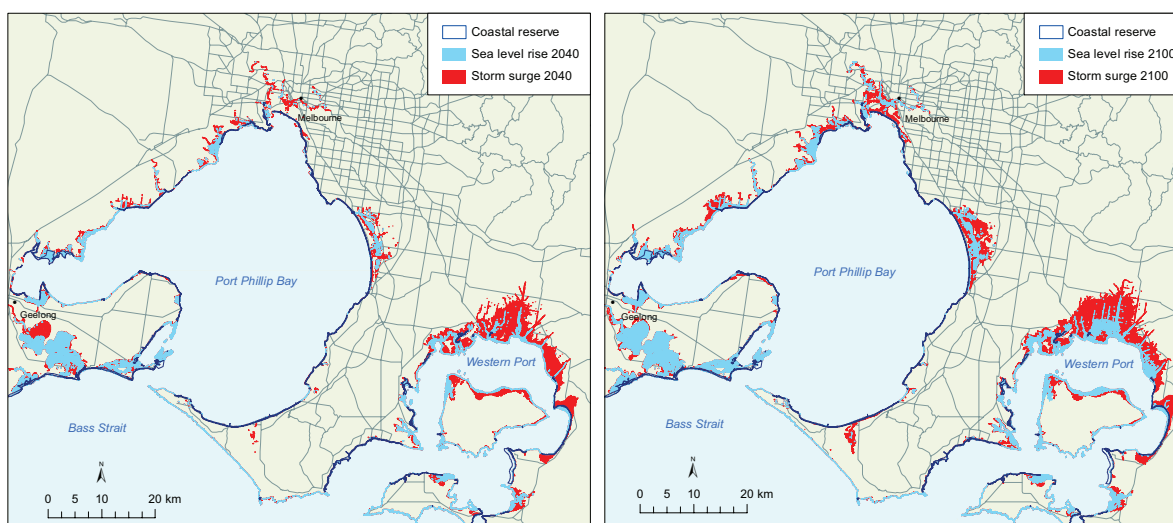 Coastal reserve
Sea level rise 2040
Storm surge 2040
Melbourne
Port Phillip Bay
Geelong
Western Port
Bass Strait
N
0 5 10 20 km
Coastal reserve
Sea level rise 2100
Storm surge 2100
Melbourne
Port Phillip Bay
Geelong
Western Port
Bass Strait
N
0 5 10 20 km